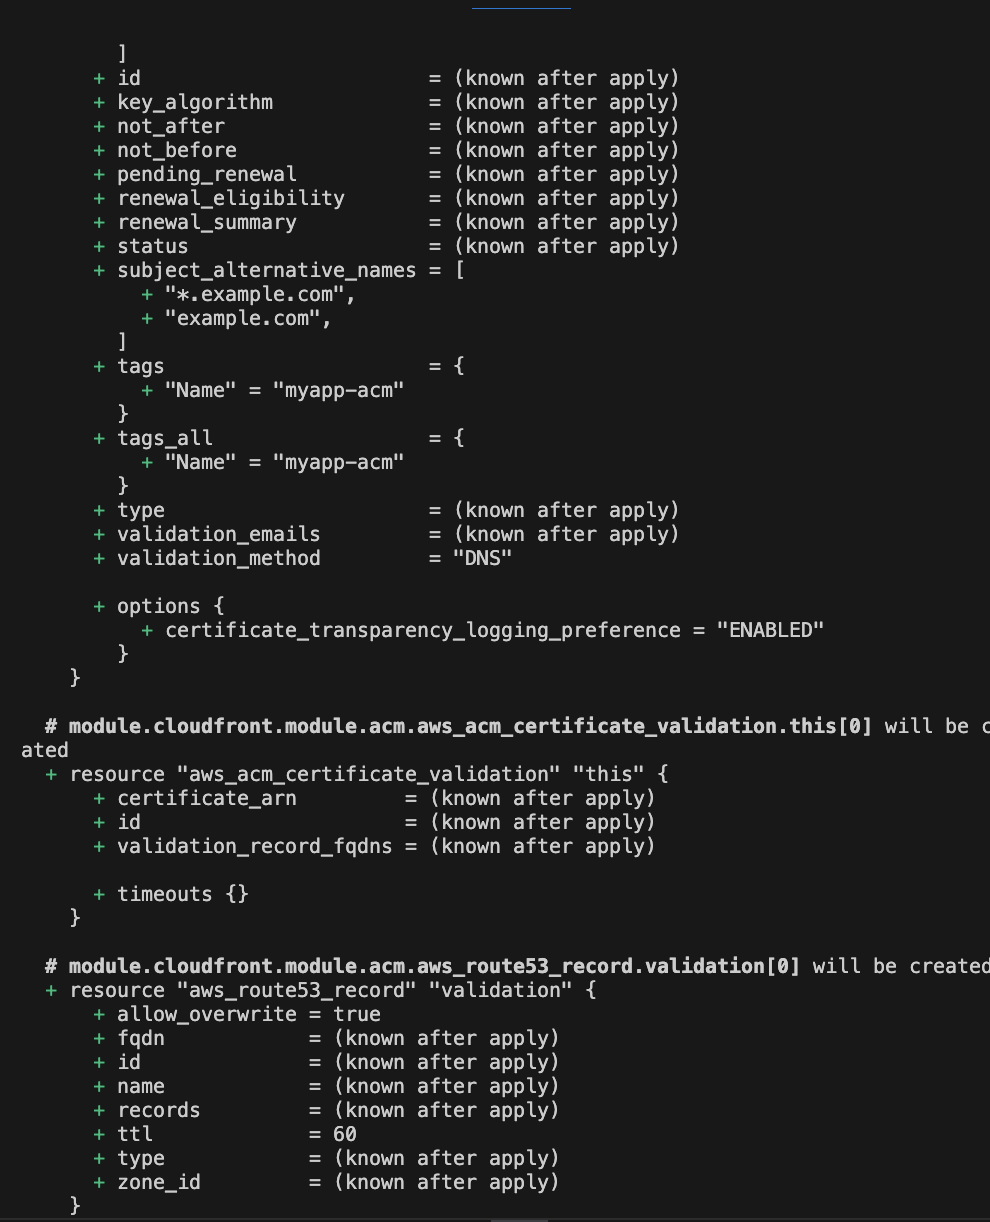 ]
+ id = (known after apply)
+ key_algorithm = (known after apply)
+ not_after = (known after apply)
+ not_before = (known after apply)
+ pending_renewal = (known after apply)
+ renewal_eligibility = (known after apply)
+ renewal_summary = (known after apply)
+ status = (known after apply)
+ subject_alternative_names = [
+ "*.example.com",
+ "example.com",
]
+ tags = {
+ "Name" = "myapp-acm"
}
+ tags_all = {
+ "Name" = "myapp-acm"
}
+ type = (known after apply)
+ validation_emails = (known after apply)
+ validation_method = "DNS"
+ options {
+ certificate_transparency_logging_preference = "ENABLED"
}
}
# module.cloudfront.module.acm.aws_acm_certificate_validation.this[0] will be c
ated
+ resource "aws_acm_certificate_validation" "this" {
+ certificate_arn = (known after apply)
+ id = (known after apply)
+ validation_record_fqdns = (known after apply)
+ timeouts {}
}
# module.cloudfront.module.acm.aws_route53_record.validation[0] will be created
+ resource "aws_route53_record" "validation" {
+ allow_overwrite = true
+ fqdn = (known after apply)
+ id = (known after apply)
+ name = (known after apply)
+ records = (known after apply)
+ ttl = 60
+ type = (known after apply)
+ zone_id = (known after apply)
}